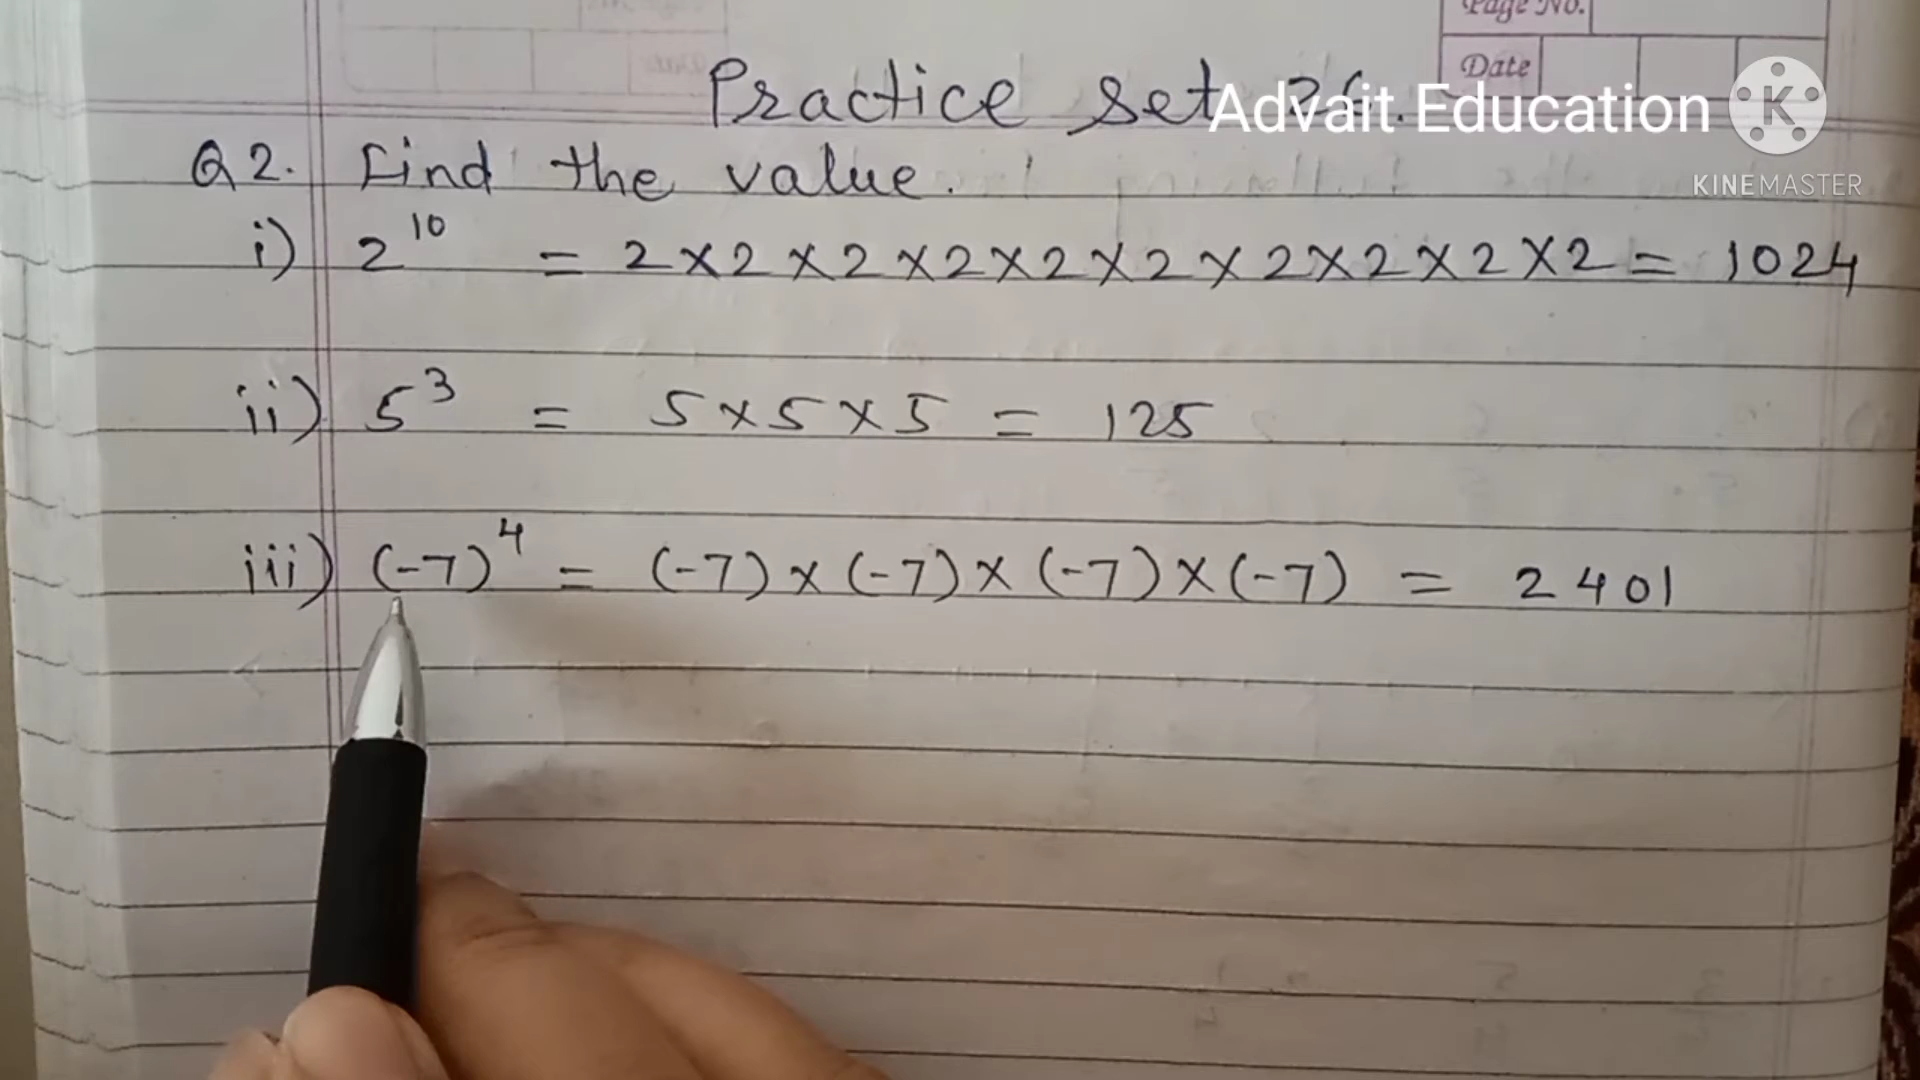 Page No.
Date
Practice set
Advait Education
KINEMASTER
Q2. Find the value.
i) 2^10 = 2×2×2×2×2×2×2×2×2×2 = 1024
ii) 5^3 = 5×5×5 = 125
iii) (-7)^4 = (-7)×(-7)×(-7)×(-7) = 2401